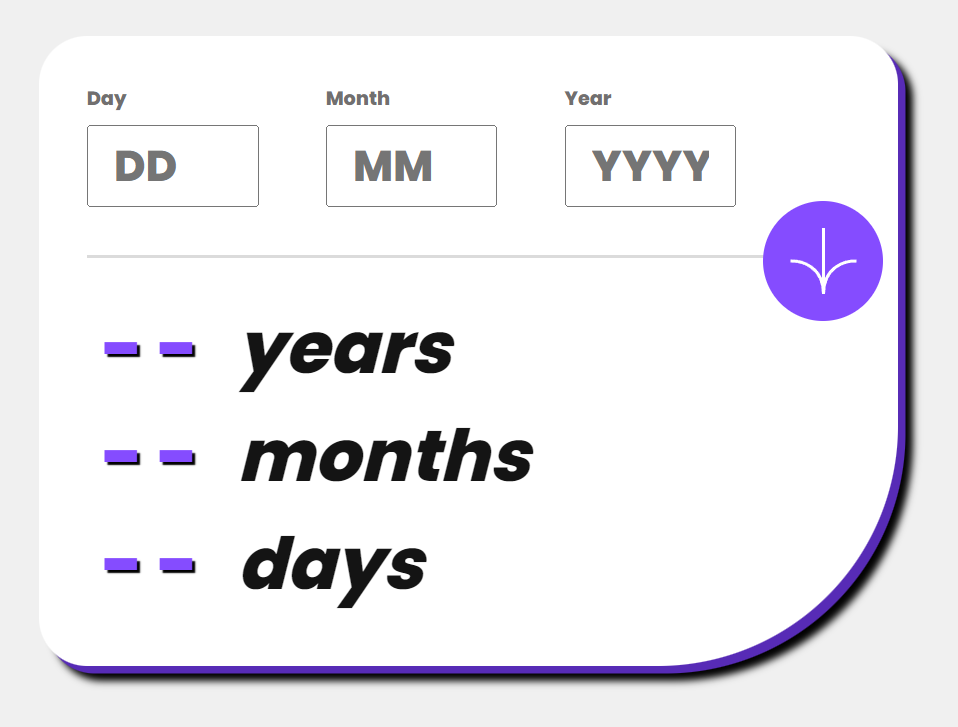 Day Month Year
DD MM YYYY
-- years
-- months
-- days